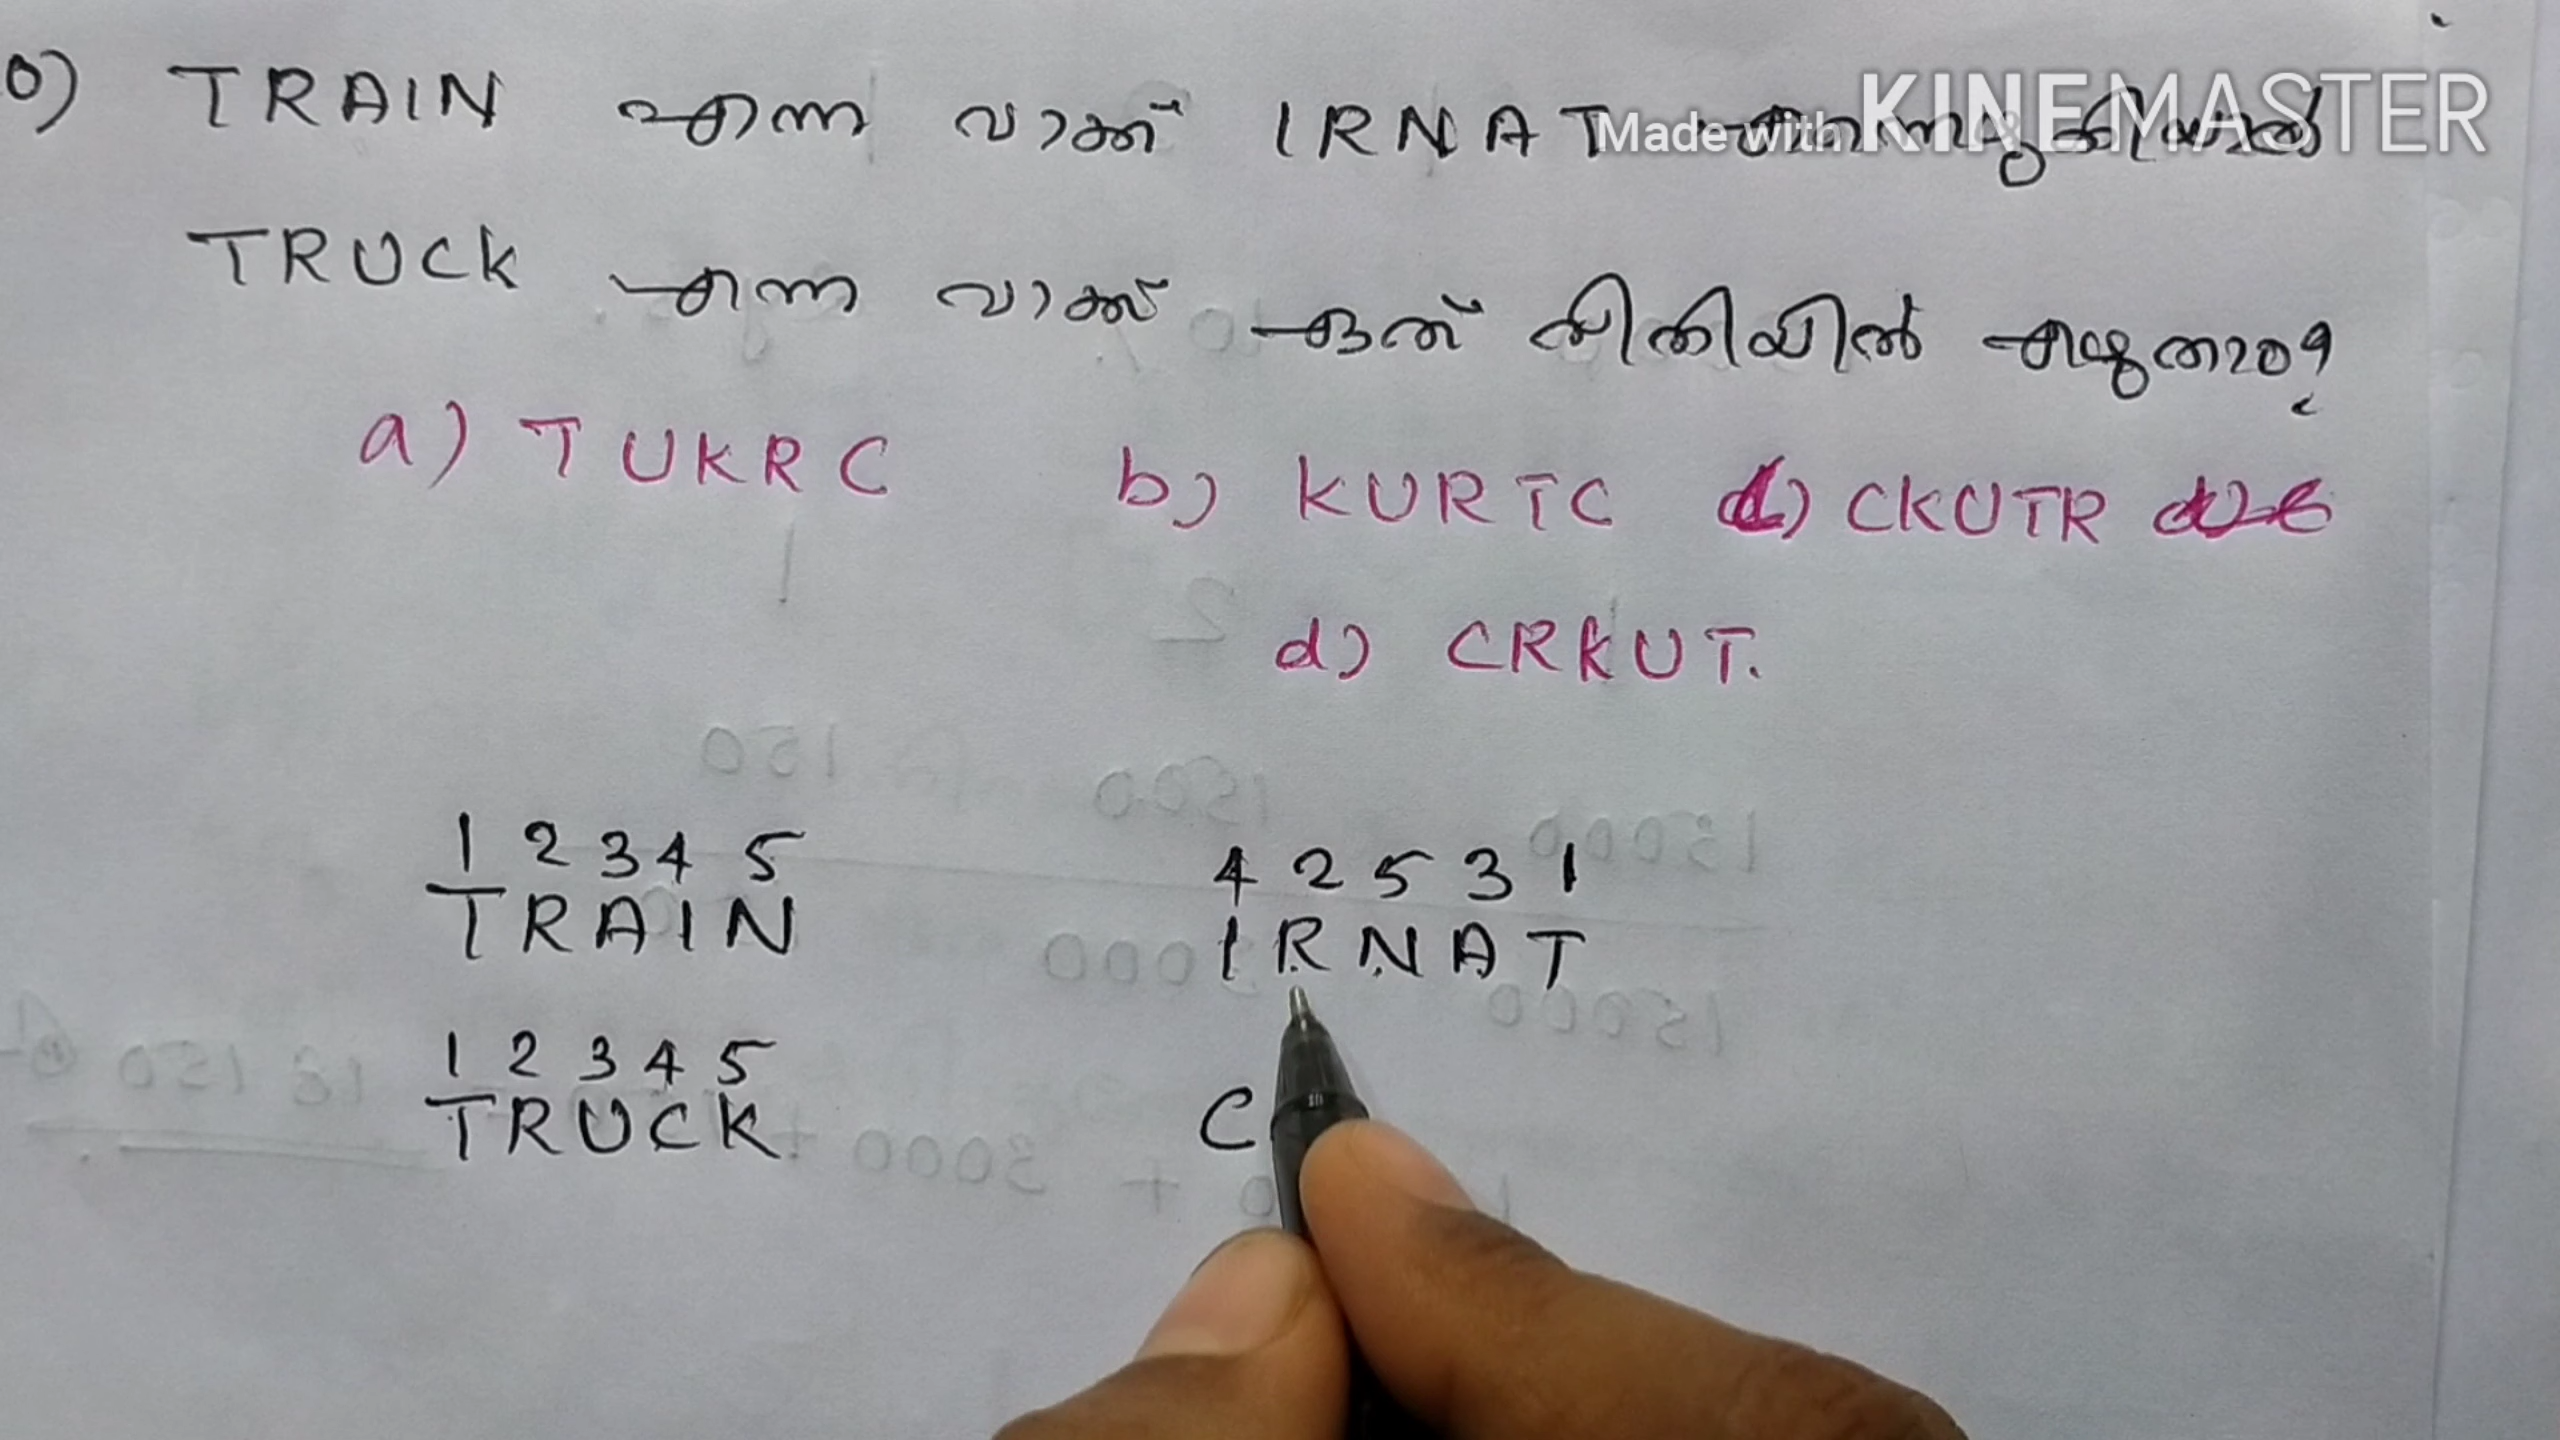 0) TRAIN എന്ന വാക്ക് IRNAT എന്നെഴുതിയാൽ
Made with KINEMASTER
TRUCK എന്ന വാക്ക് ഏത് രീതിയിൽ എഴുതാം?
a) TUKRC b) KURTC c) CKUTR
d) CRKUT.
1 2 3 4 5 4 2 5 3 1
TRAIN IRNAT
1 2 3 4 5
TRUCK C